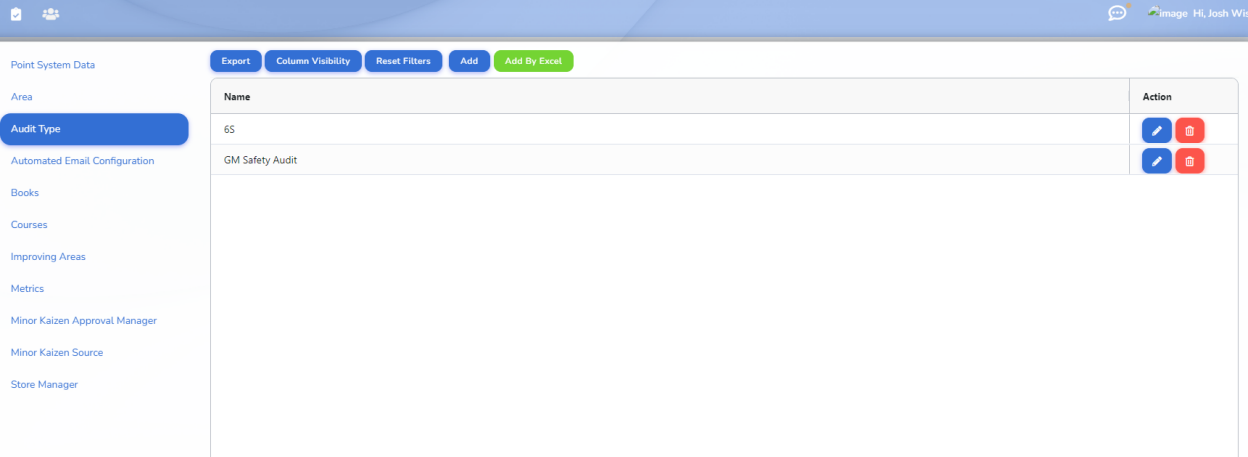 image Hi, Josh Wis
Point System Data
Area
Audit Type
Automated Email Configuration
Books
Courses
Improving Areas
Metrics
Minor Kaizen Approval Manager
Minor Kaizen Source
Store Manager
Export Column Visibility Reset Filters Add Add By Excel
Name Action
6S
GM Safety Audit